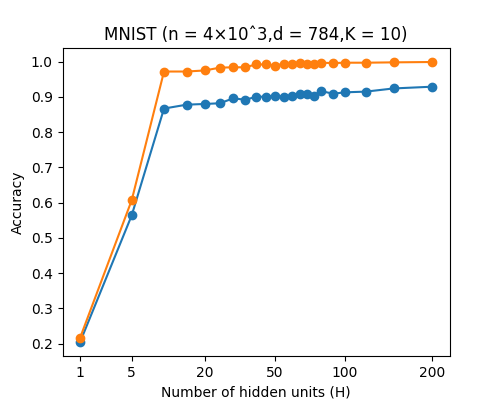 MNIST (n = 4×10ˆ3,d = 784,K = 10)
1.0
0.9
0.8
0.7
0.6
0.5
0.4
0.3
0.2
Accuracy
1 5 20 50 100 200
Number of hidden units (H)